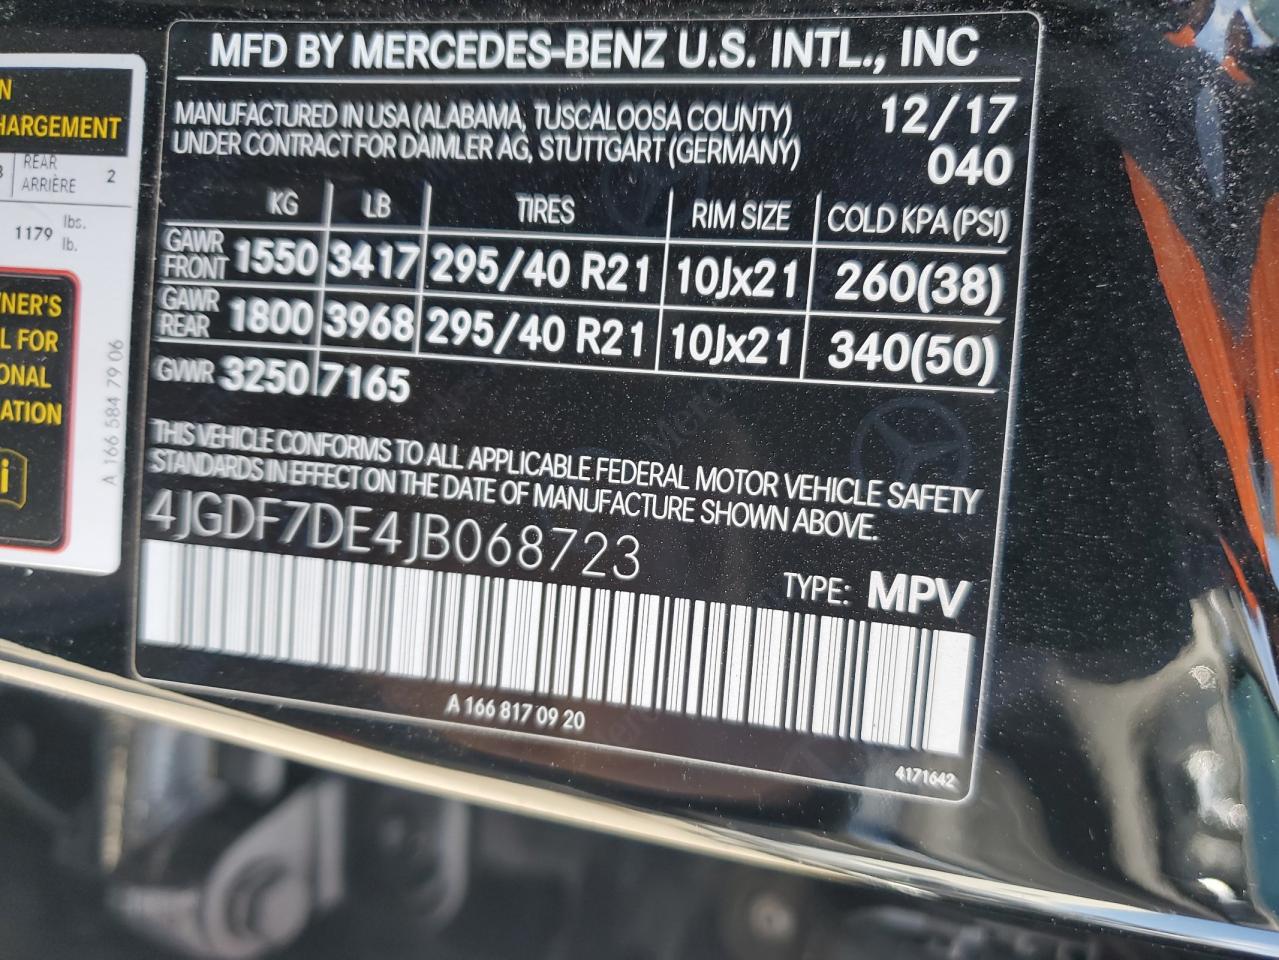 MFD BY MERCEDES-BENZ U.S. INTL., INC
MANUFACTURED IN USA (ALABAMA, TUSCALOOSA COUNTY) 12/17
UNDER CONTRACT FOR DAIMLER AG, STUTTGART (GERMANY) 040
KG LB TIRES RIM SIZE COLD KPA (PSI)
GAWR FRONT 1550 3417 295/40 R21 10Jx21 260(38)
GAWR REAR 1800 3968 295/40 R21 10Jx21 340(50)
GVWR 3250 7165
THIS VEHICLE CONFORMS TO ALL APPLICABLE FEDERAL MOTOR VEHICLE SAFETY
STANDARDS IN EFFECT ON THE DATE OF MANUFACTURE SHOWN ABOVE.
4JGDF7DE4JB068723
TYPE: MPV
A 166 817 09 20
4171642
REAR
ARRIÈRE 2
1179 lbs.
lb.
L FOR
A 166 584 79 06